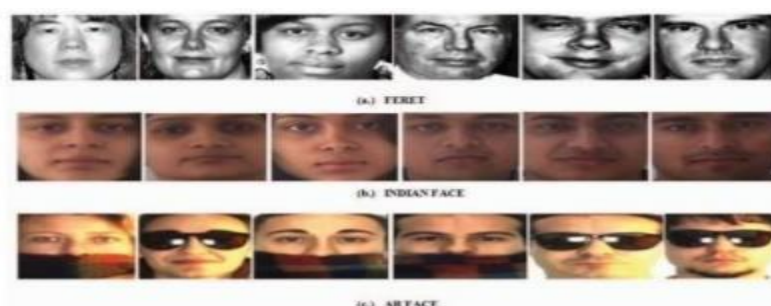 (a.) FERET
(b.) INDIAN FACE
(c.) AR FACE